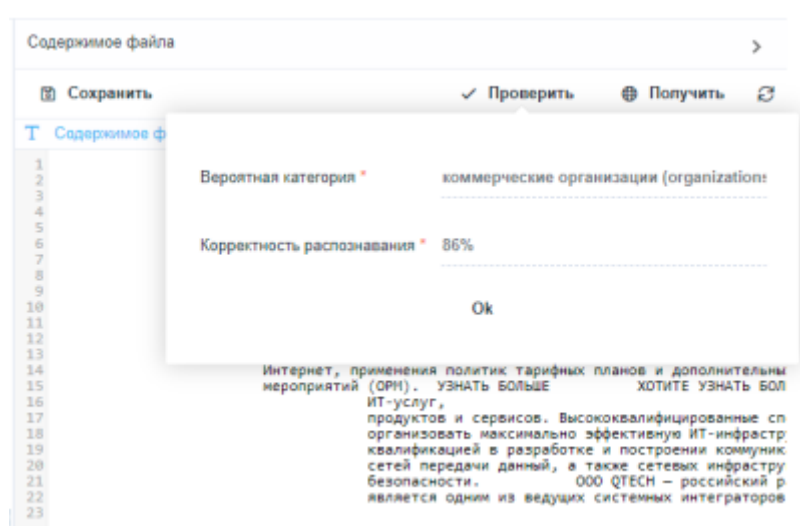 Содержимое файла
Сохранить
Проверить
Получить
T Содержимое ф
Вероятная категория *
коммерческие организации (organizations
Корректность распознавания * 86%
Ok
1
2
3
4
5
6
7
8
9
10
11
12
13
14 Интернет, применения политик тарифных планов и дополнительны
15 мероприятий (ОРМ). УЗНАТЬ БОЛЬШЕ ХОТИТЕ УЗНАТЬ БОЛ
16 ИТ-услуг,
17 продуктов и сервисов. Высококвалифицированные сп
18 организовать максимально эффективную ИТ-инфрастр
19 квалификацией в разработке и построении коммуник
20 сетей передачи данный, а также сетевых инфрастру
21 безопасности. ООО QTECH – российский р
22 является одним из ведущих системных интеграторов
23